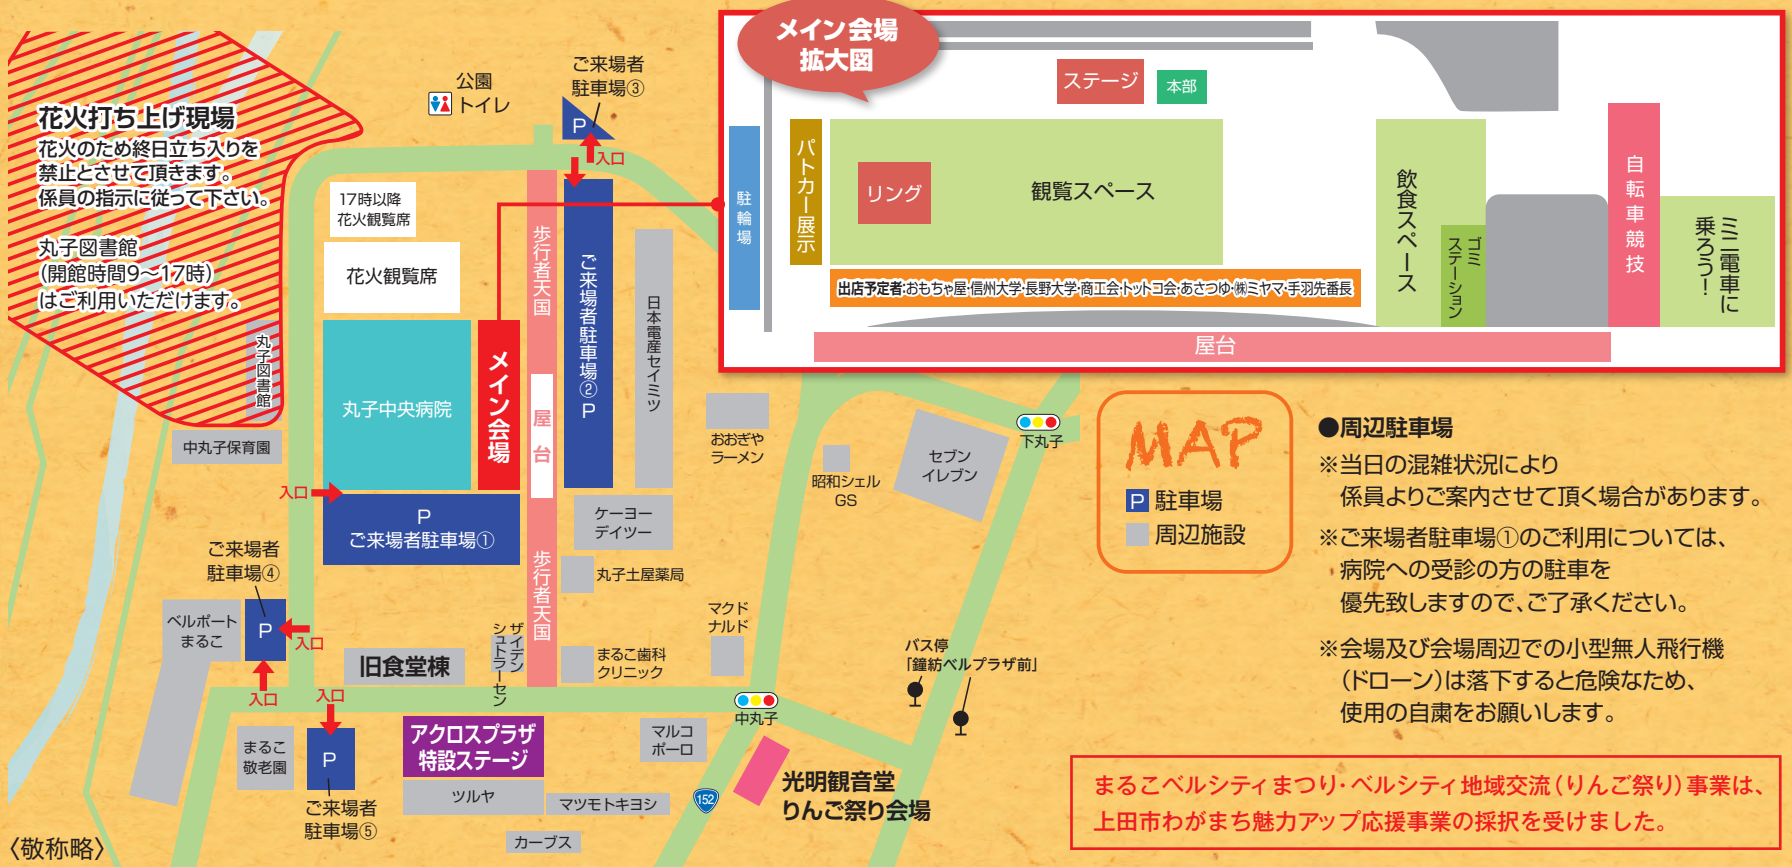 花火打ち上げ現場
花火のため終日立ち入りを
禁止とさせて頂きます。
係員の指示に従って下さい。
丸子図書館
(開館時間9〜17時)
はご利用いただけます。
丸子図書館
中丸子保育園
公園
トイレ
ご来場者
駐車場③
P
入口
17時以降
花火観覧席
花火観覧席
丸子中央病院
メイン会場
歩行者天国
屋台
歩行者天国
ご来場者駐車場②P
日本電産セイミツ
入口
P
ご来場者駐車場①
ケーヨー
デイツー
丸子土屋薬局
まるこ歯科
クリニック
マクド
ナルド
おおぎや
ラーメン
昭和シェル
GS
セブン
イレブン
下丸子
ご来場者
駐車場④
P
入口
入口
ベルポート
まるこ
旧食堂棟
ザイデン
シュトラーセン
入口
まるこ
敬老園
P
ご来場者
駐車場⑤
アクロスプラザ
特設ステージ
ツルヤ
マツモトキヨシ
カーブス
マルコ
ポーロ
中丸子
152
光明観音堂
りんご祭り会場
バス停
「鐘紡ベルプラザ前」
〈敬称略〉
メイン会場
拡大図
ステージ
本部
駐輪場
パトカー展示
リング
観覧スペース
出店予定者:おもちゃ屋・信州大学・長野大学・商工会・トットコ会・あさつゆ・㈱ミヤマ・手羽先番長
飲食スペース
ゴミ
ステーション
自転車競技
ミニ電車に
乗ろう!
屋台
MAP
P 駐車場
周辺施設
●周辺駐車場
※当日の混雑状況により
係員よりご案内させて頂く場合があります。
※ご来場者駐車場①のご利用については、
病院への受診の方の駐車を
優先致しますので、ご了承ください。
※会場及び会場周辺での小型無人飛行機
(ドローン)は落下すると危険なため、
使用の自粛をお願いします。
まるこベルシティまつり・ベルシティ地域交流(りんご祭り)事業は、
上田市わがまち魅力アップ応援事業の採択を受けました。